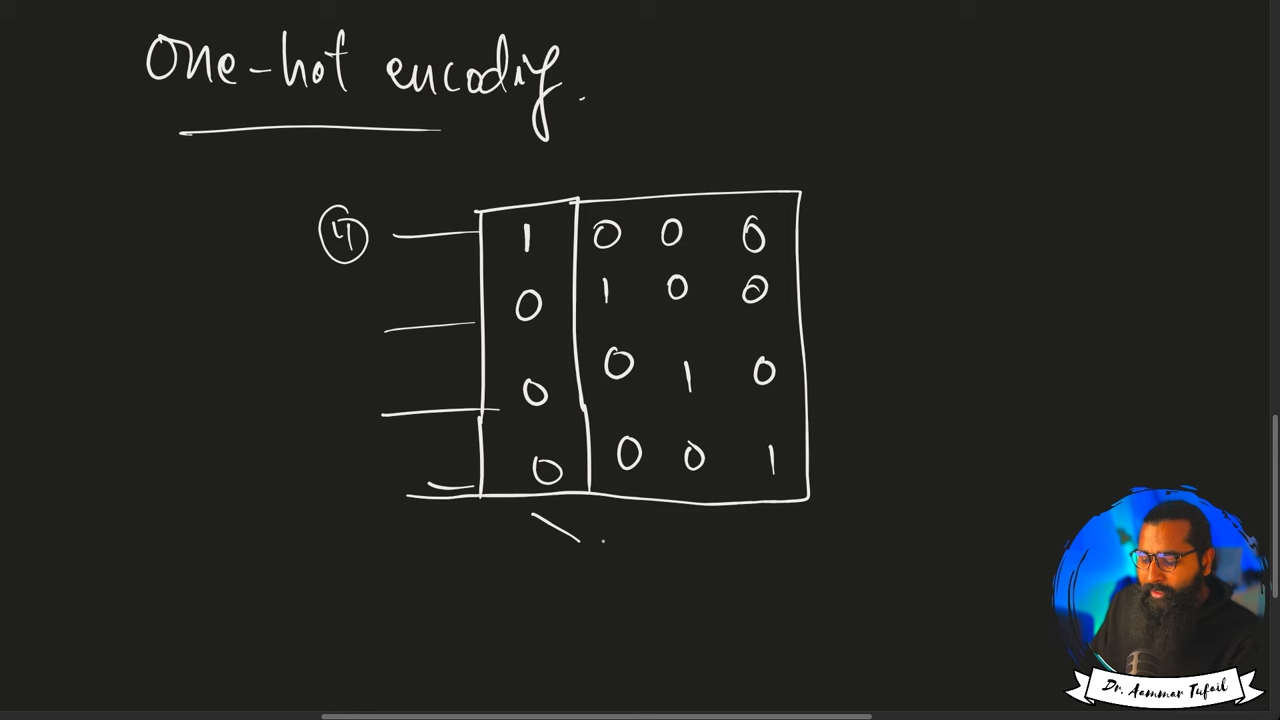 One-hot encodig.
4 1 0 0 0
0 1 0 0
0 0 1 0
0 0 0 1
Dr. Aammar Tufail